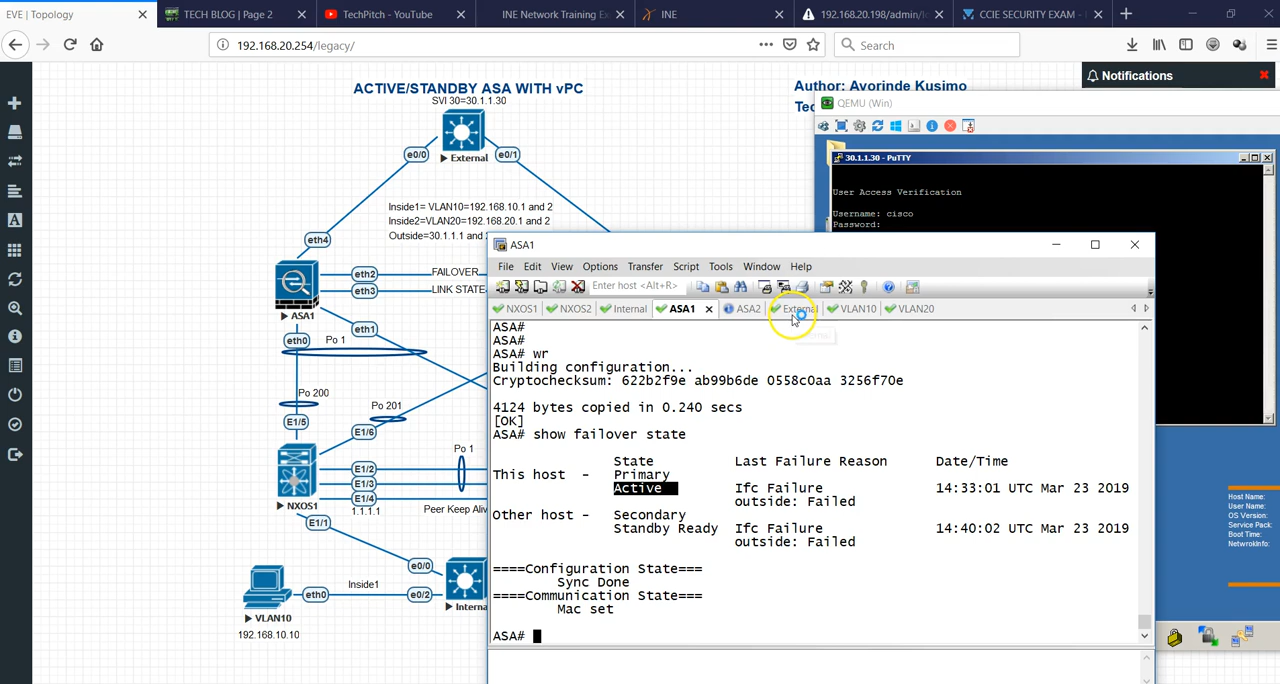 EVE | Topology
TECH BLOG | Page 2
TechPitch - YouTube
INE Network Training Ex
INE
192.168.20.198/admin/lo
CCIE SECURITY EXAM -
192.168.20.254/legacy/
Search
Notifications
ACTIVE/STANDBY ASA WITH vPC
SVI 30=30.1.1.30
Author: Ayorinde Kusimo
Tec
QEMU (Win)
External
e0/0
e0/1
30.1.1.30 - PuTTY
User Access Verification
Username: cisco
Password:
Inside1= VLAN10=192.168.10.1 and 2
Inside2=VLAN20=192.168.20.1 and 2
Outside=30.1.1.1 and 2
eth4
eth2
FAILOVER
eth3
LINK STATE
ASA1
eth1
eth0
Po 1
Po 200
Po 201
E1/5
E1/6
Po 1
E1/2
E1/3
E1/4
1.1.1.1
Peer Keep Aliv
NXOS1
E1/1
e0/0
Inside1
eth0
e0/2
Interna
VLAN10
192.168.10.10
ASA1
File Edit View Options Transfer Script Tools Window Help
Enter host <Alt+R>
NXOS1 NXOS2 Internal ASA1 ASA2 External VLAN10 VLAN20
ASA#
ASA#
ASA# wr
Building configuration...
Cryptochecksum: 622b2f9e ab99b6de 0558c0aa 3256f70e
4124 bytes copied in 0.240 secs
[OK]
ASA# show failover state
State Last Failure Reason Date/Time
This host - Primary
Active Ifc Failure 14:33:01 UTC Mar 23 2019
outside: Failed
Other host - Secondary
Standby Ready Ifc Failure 14:40:02 UTC Mar 23 2019
outside: Failed
====Configuration State===
Sync Done
====Communication State===
Mac set
ASA#
Host Name:
User Name:
OS Version:
Service Pack:
Boot Time:
NetwrokInfo: